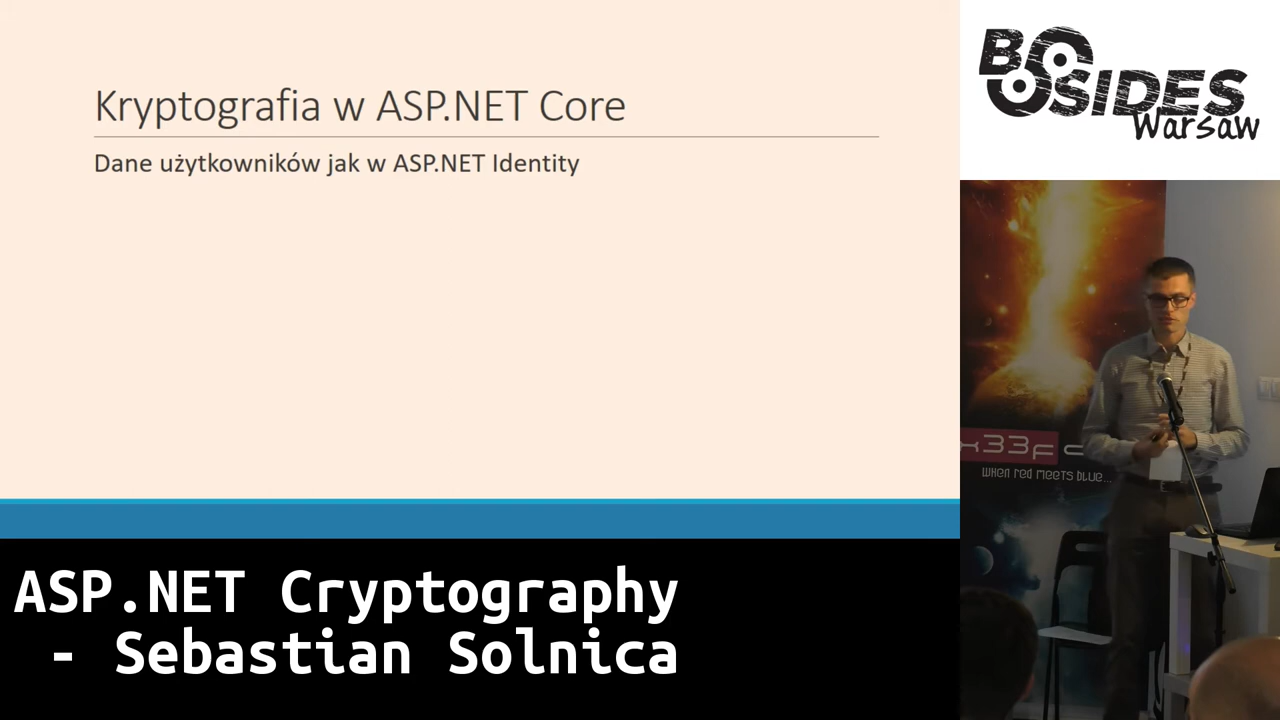 Kryptografia w ASP.NET Core
Dane użytkowników jak w ASP.NET Identity
BSIDES
Warsaw
x33fc
When red meets blue...
ASP.NET Cryptography
- Sebastian Solnica